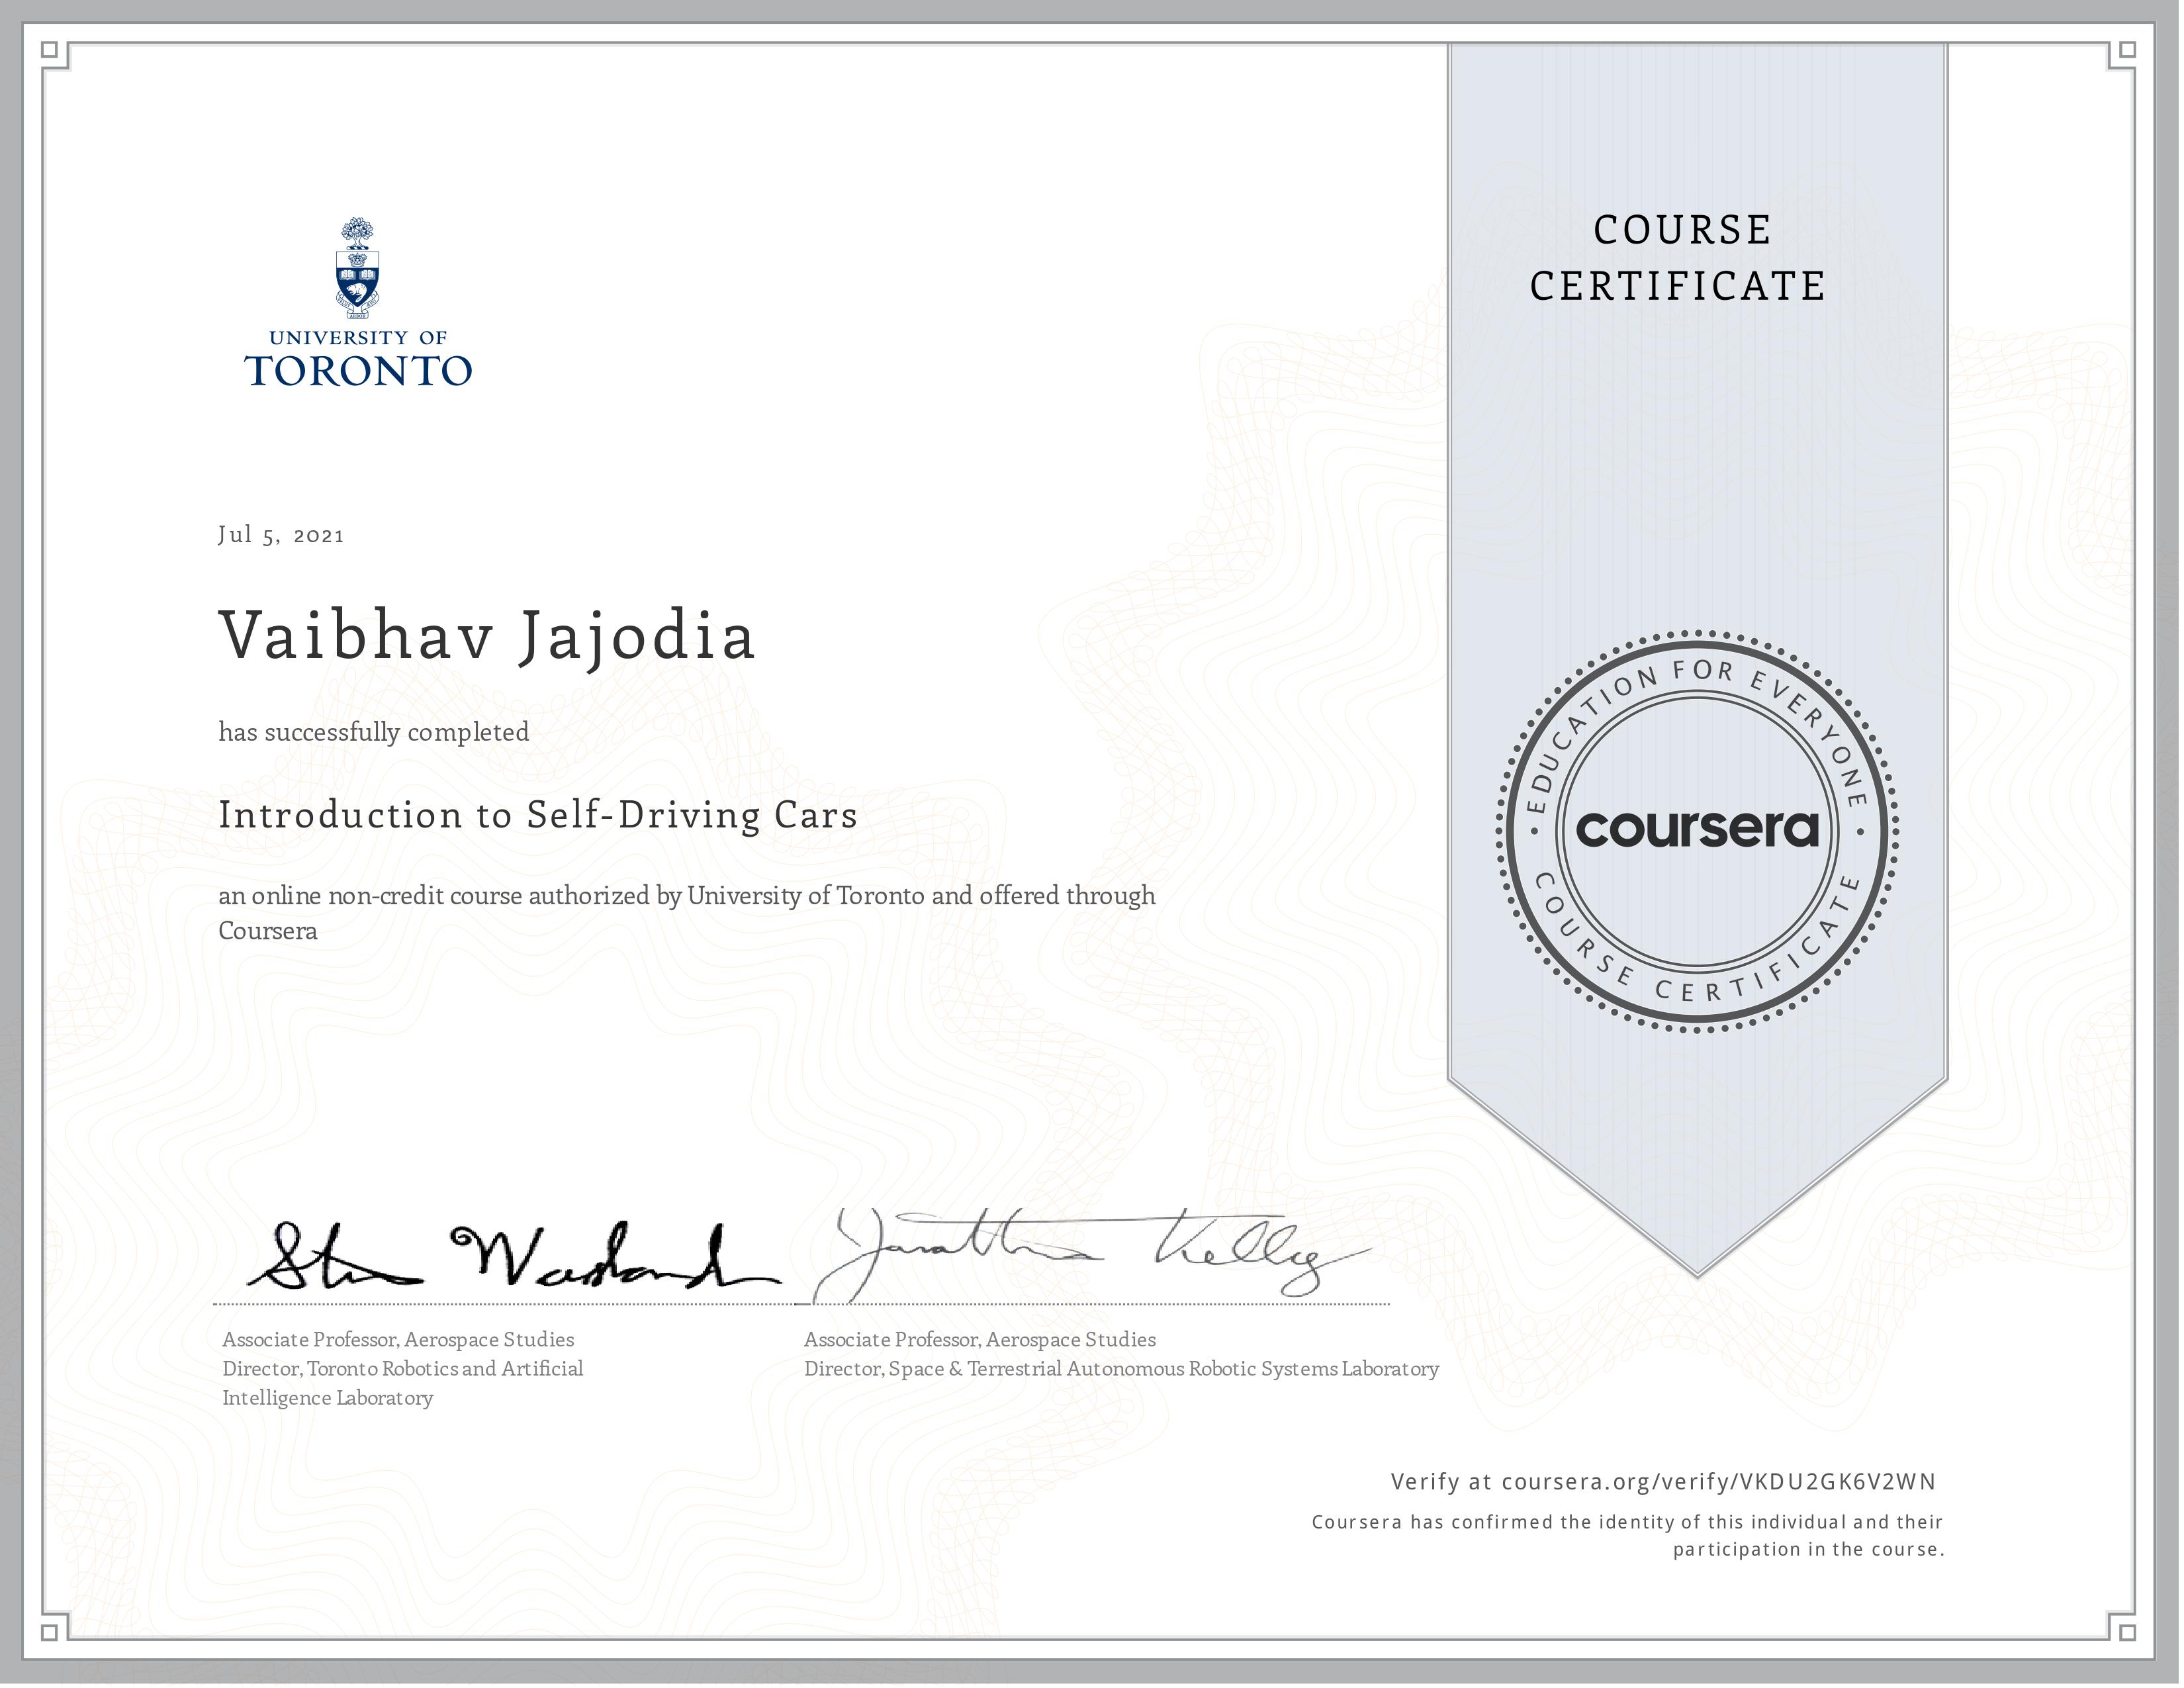 UNIVERSITY OF
TORONTO
COURSE
CERTIFICATE
Jul 5, 2021
Vaibhav Jajodia
has successfully completed
Introduction to Self-Driving Cars
an online non-credit course authorized by University of Toronto and offered through
Coursera
EDUCATION FOR EVERYONE
coursera
COURSE CERTIFICATE
Associate Professor, Aerospace Studies
Director, Toronto Robotics and Artificial
Intelligence Laboratory
Associate Professor, Aerospace Studies
Director, Space & Terrestrial Autonomous Robotic Systems Laboratory
Verify at coursera.org/verify/VKDU2GK6V2WN
Coursera has confirmed the identity of this individual and their
participation in the course.